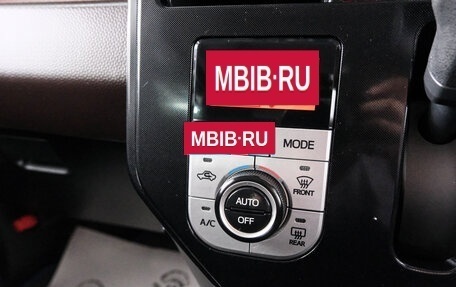 MBIB·RU
MBIB·RU
MODE
FRONT
AUTO
A/C
OFF
REAR